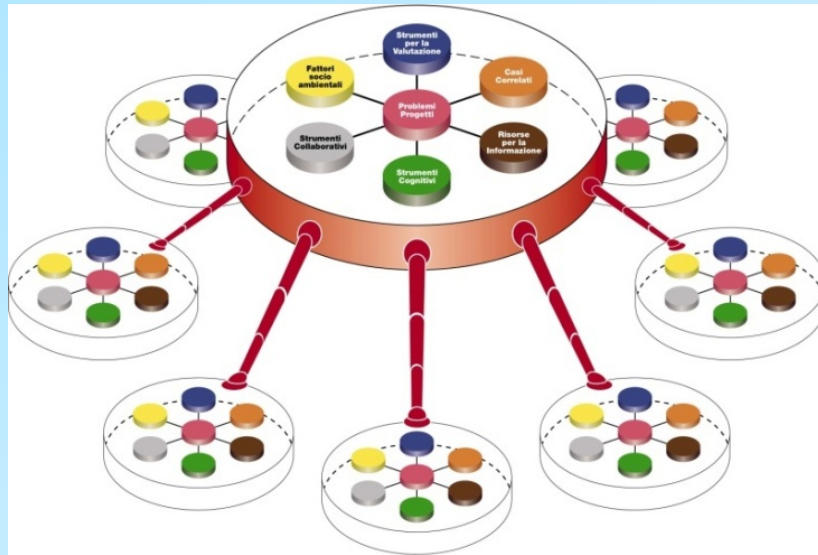 Strumenti
per la
Valutazione
Fattori
socio
ambientali
Casi
Correlati
Problemi
Progetti
Strumenti
Collaborativi
Risorse
per la
Informazione
Strumenti
Cognitivi